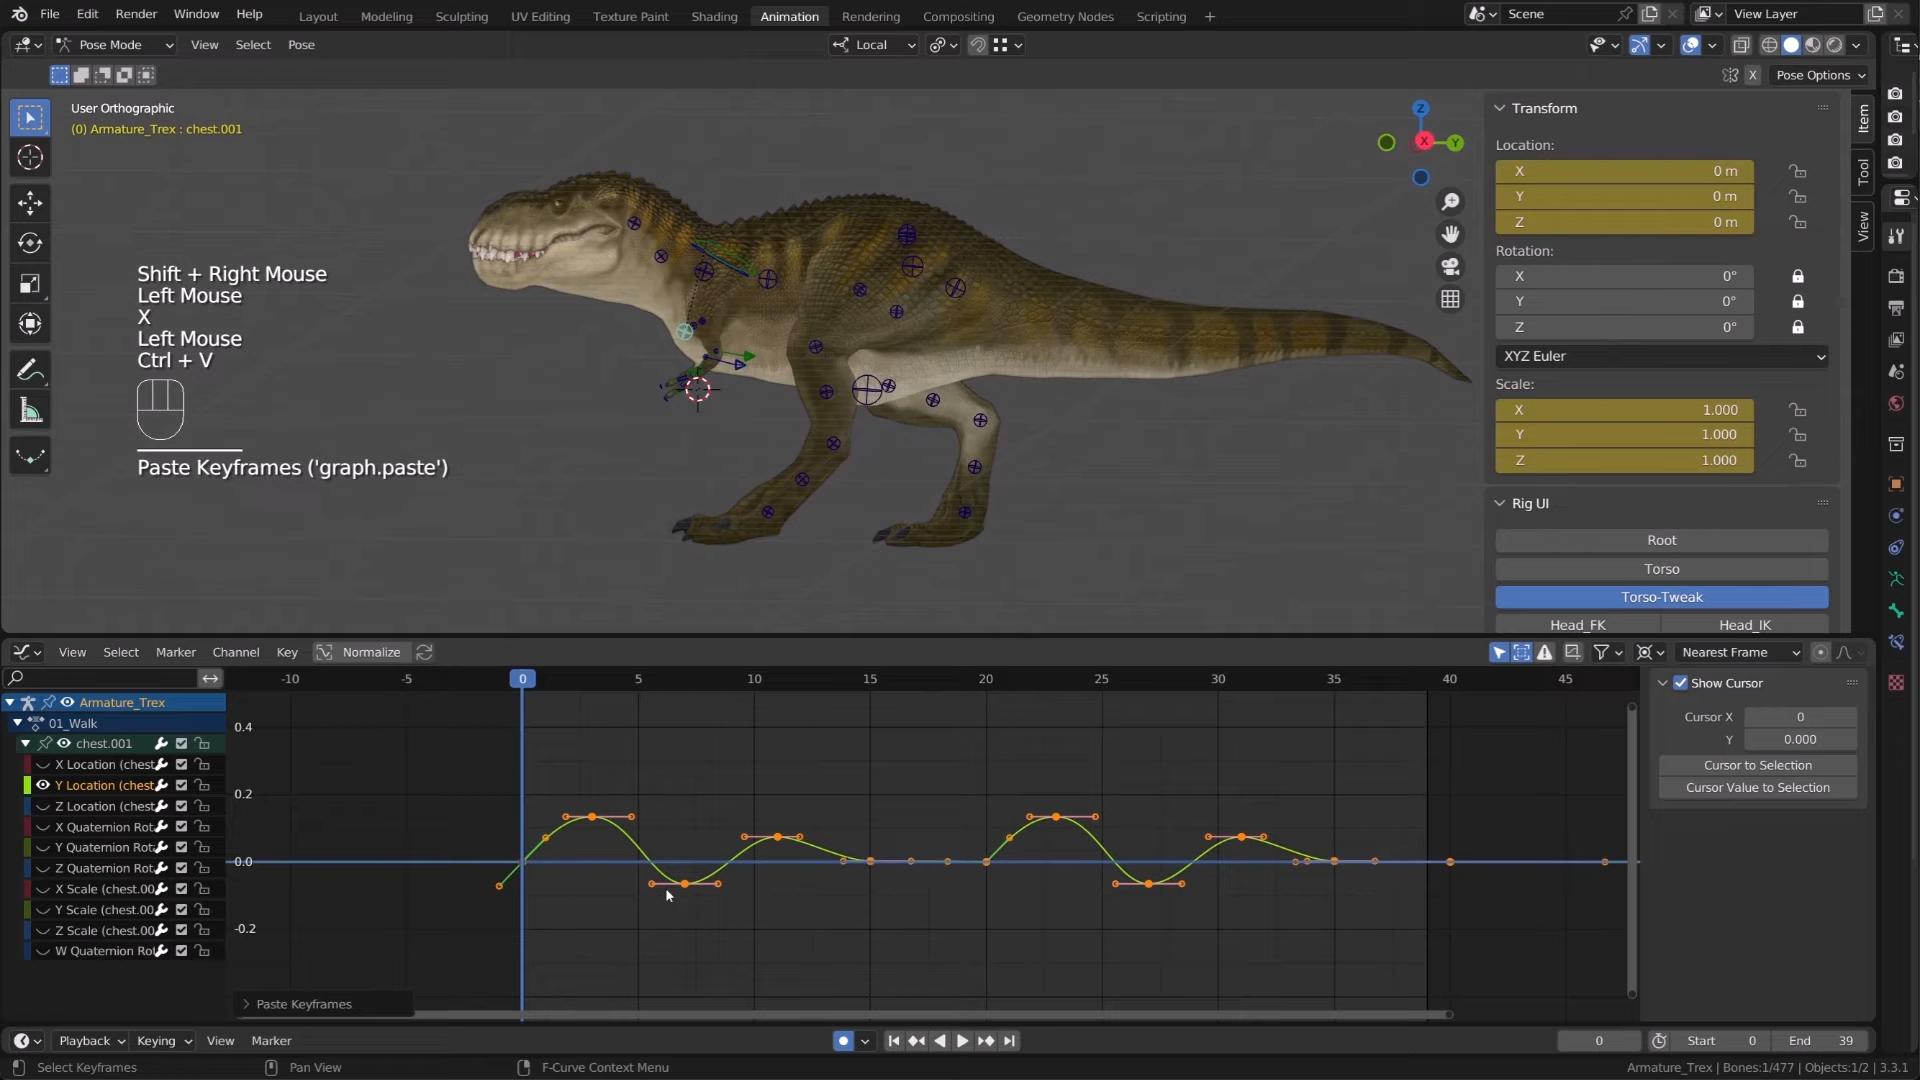 File Edit Render Window Help Layout Modeling Sculpting UV Editing Texture Paint Shading Animation Rendering Compositing Geometry Nodes Scripting + Scene View Layer
Pose Mode View Select Pose Local
X Pose Options
User Orthographic
(0) Armature_Trex : chest.001
Shift + Right Mouse
Left Mouse
X
Left Mouse
Ctrl + V
Paste Keyframes ('graph.paste')
Z
X
Y
Transform
Location:
X 0 m
Y 0 m
Z 0 m
Rotation:
X 0°
Y 0°
Z 0°
XYZ Euler
Scale:
X 1.000
Y 1.000
Z 1.000
Rig UI
Root
Torso
Torso-Tweak
Head_FK Head_IK
Item
Tool
View
View Select Marker Channel Key Normalize Nearest Frame
-10 -5 0 5 10 15 20 25 30 35 40 45
Armature_Trex
01_Walk
chest.001
X Location (chest
Y Location (chest
Z Location (chest
X Quaternion Rot
Y Quaternion Rot
Z Quaternion Rot
X Scale (chest.00
Y Scale (chest.00
Z Scale (chest.00
W Quaternion Rot
0.4
0.2
0.0
-0.2
Paste Keyframes
Show Cursor
Cursor X 0
Y 0.000
Cursor to Selection
Cursor Value to Selection
Playback Keying View Marker 0 Start 0 End 39
Select Keyframes Pan View F-Curve Context Menu Armature_Trex | Bones:1/477 | Objects:1/2 | 3.3.1